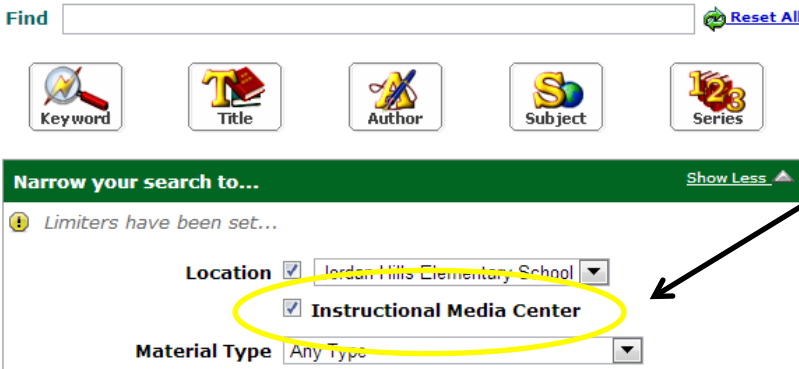 Find Reset All
Keyword Title Author Subject Series
Narrow your search to... Show Less
Limiters have been set...
Location Jordan Hills Elementary School
Instructional Media Center
Material Type Any Type